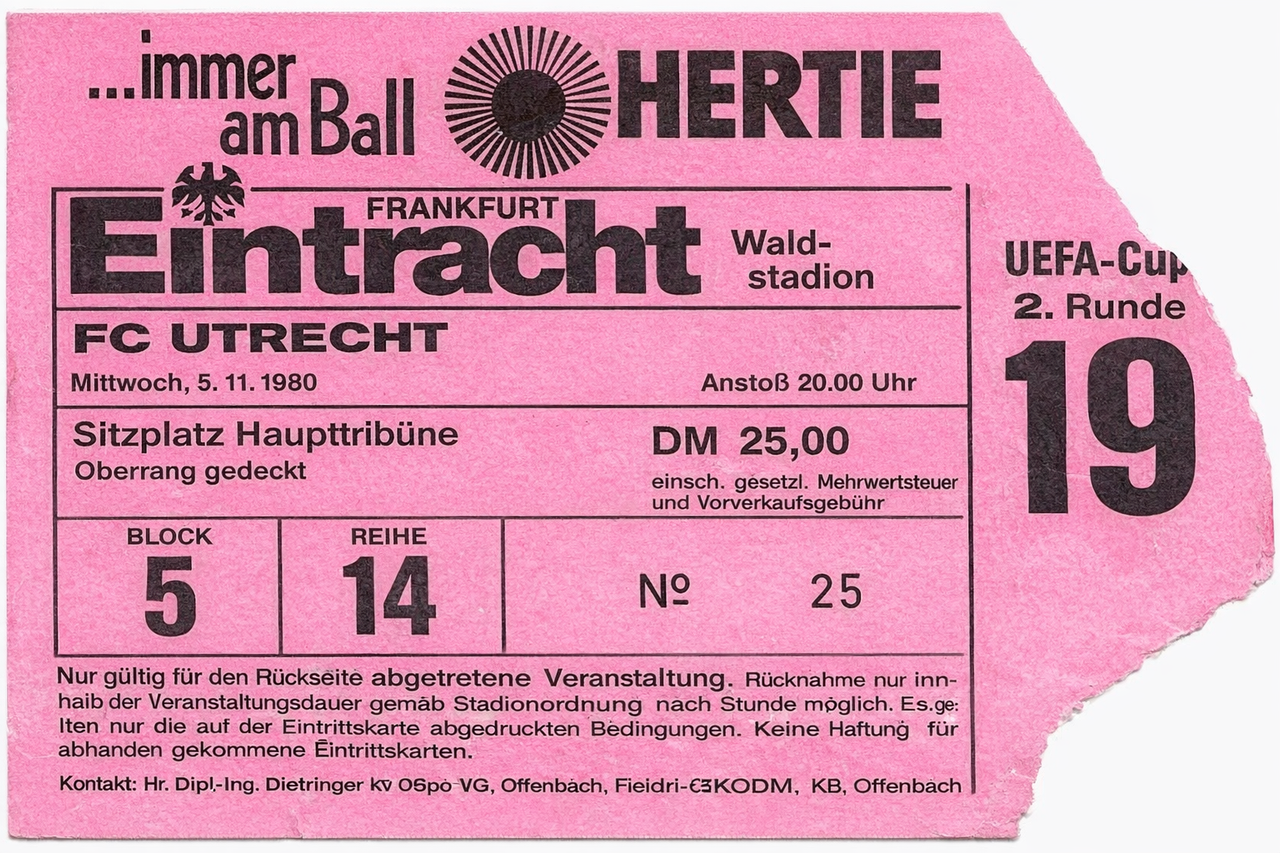 ...immer
am Ball
HERTIE
Eintracht
FRANKFURT
Wald-
stadion
FC UTRECHT
Mittwoch, 5. 11. 1980
Anstoß 20.00 Uhr
Sitzplatz Haupttribüne
Oberrang gedeckt
DM 25,00
einsch. gesetzl. Mehrwertsteuer
und Vorverkaufsgebühr
BLOCK
5
REIHE
14
Nº 25
Nur gültig für den Rückseite abgetretene Veranstaltung. Rücknahme nur inn-
haib der Veranstaltungsdauer gemäb Stadionordnung nach Stunde möglich. Es.ge:
lten nur die auf der Eintrittskarte abgedruckten Bedingungen. Keine Haftung für
abhanden gekommene Eintrittskarten.
Kontakt: Hr. Dipl.-Ing. Dietringer kv OSpo VG, Offenbach, KB, Offenbach
UEFA-Cup
2. Runde
19